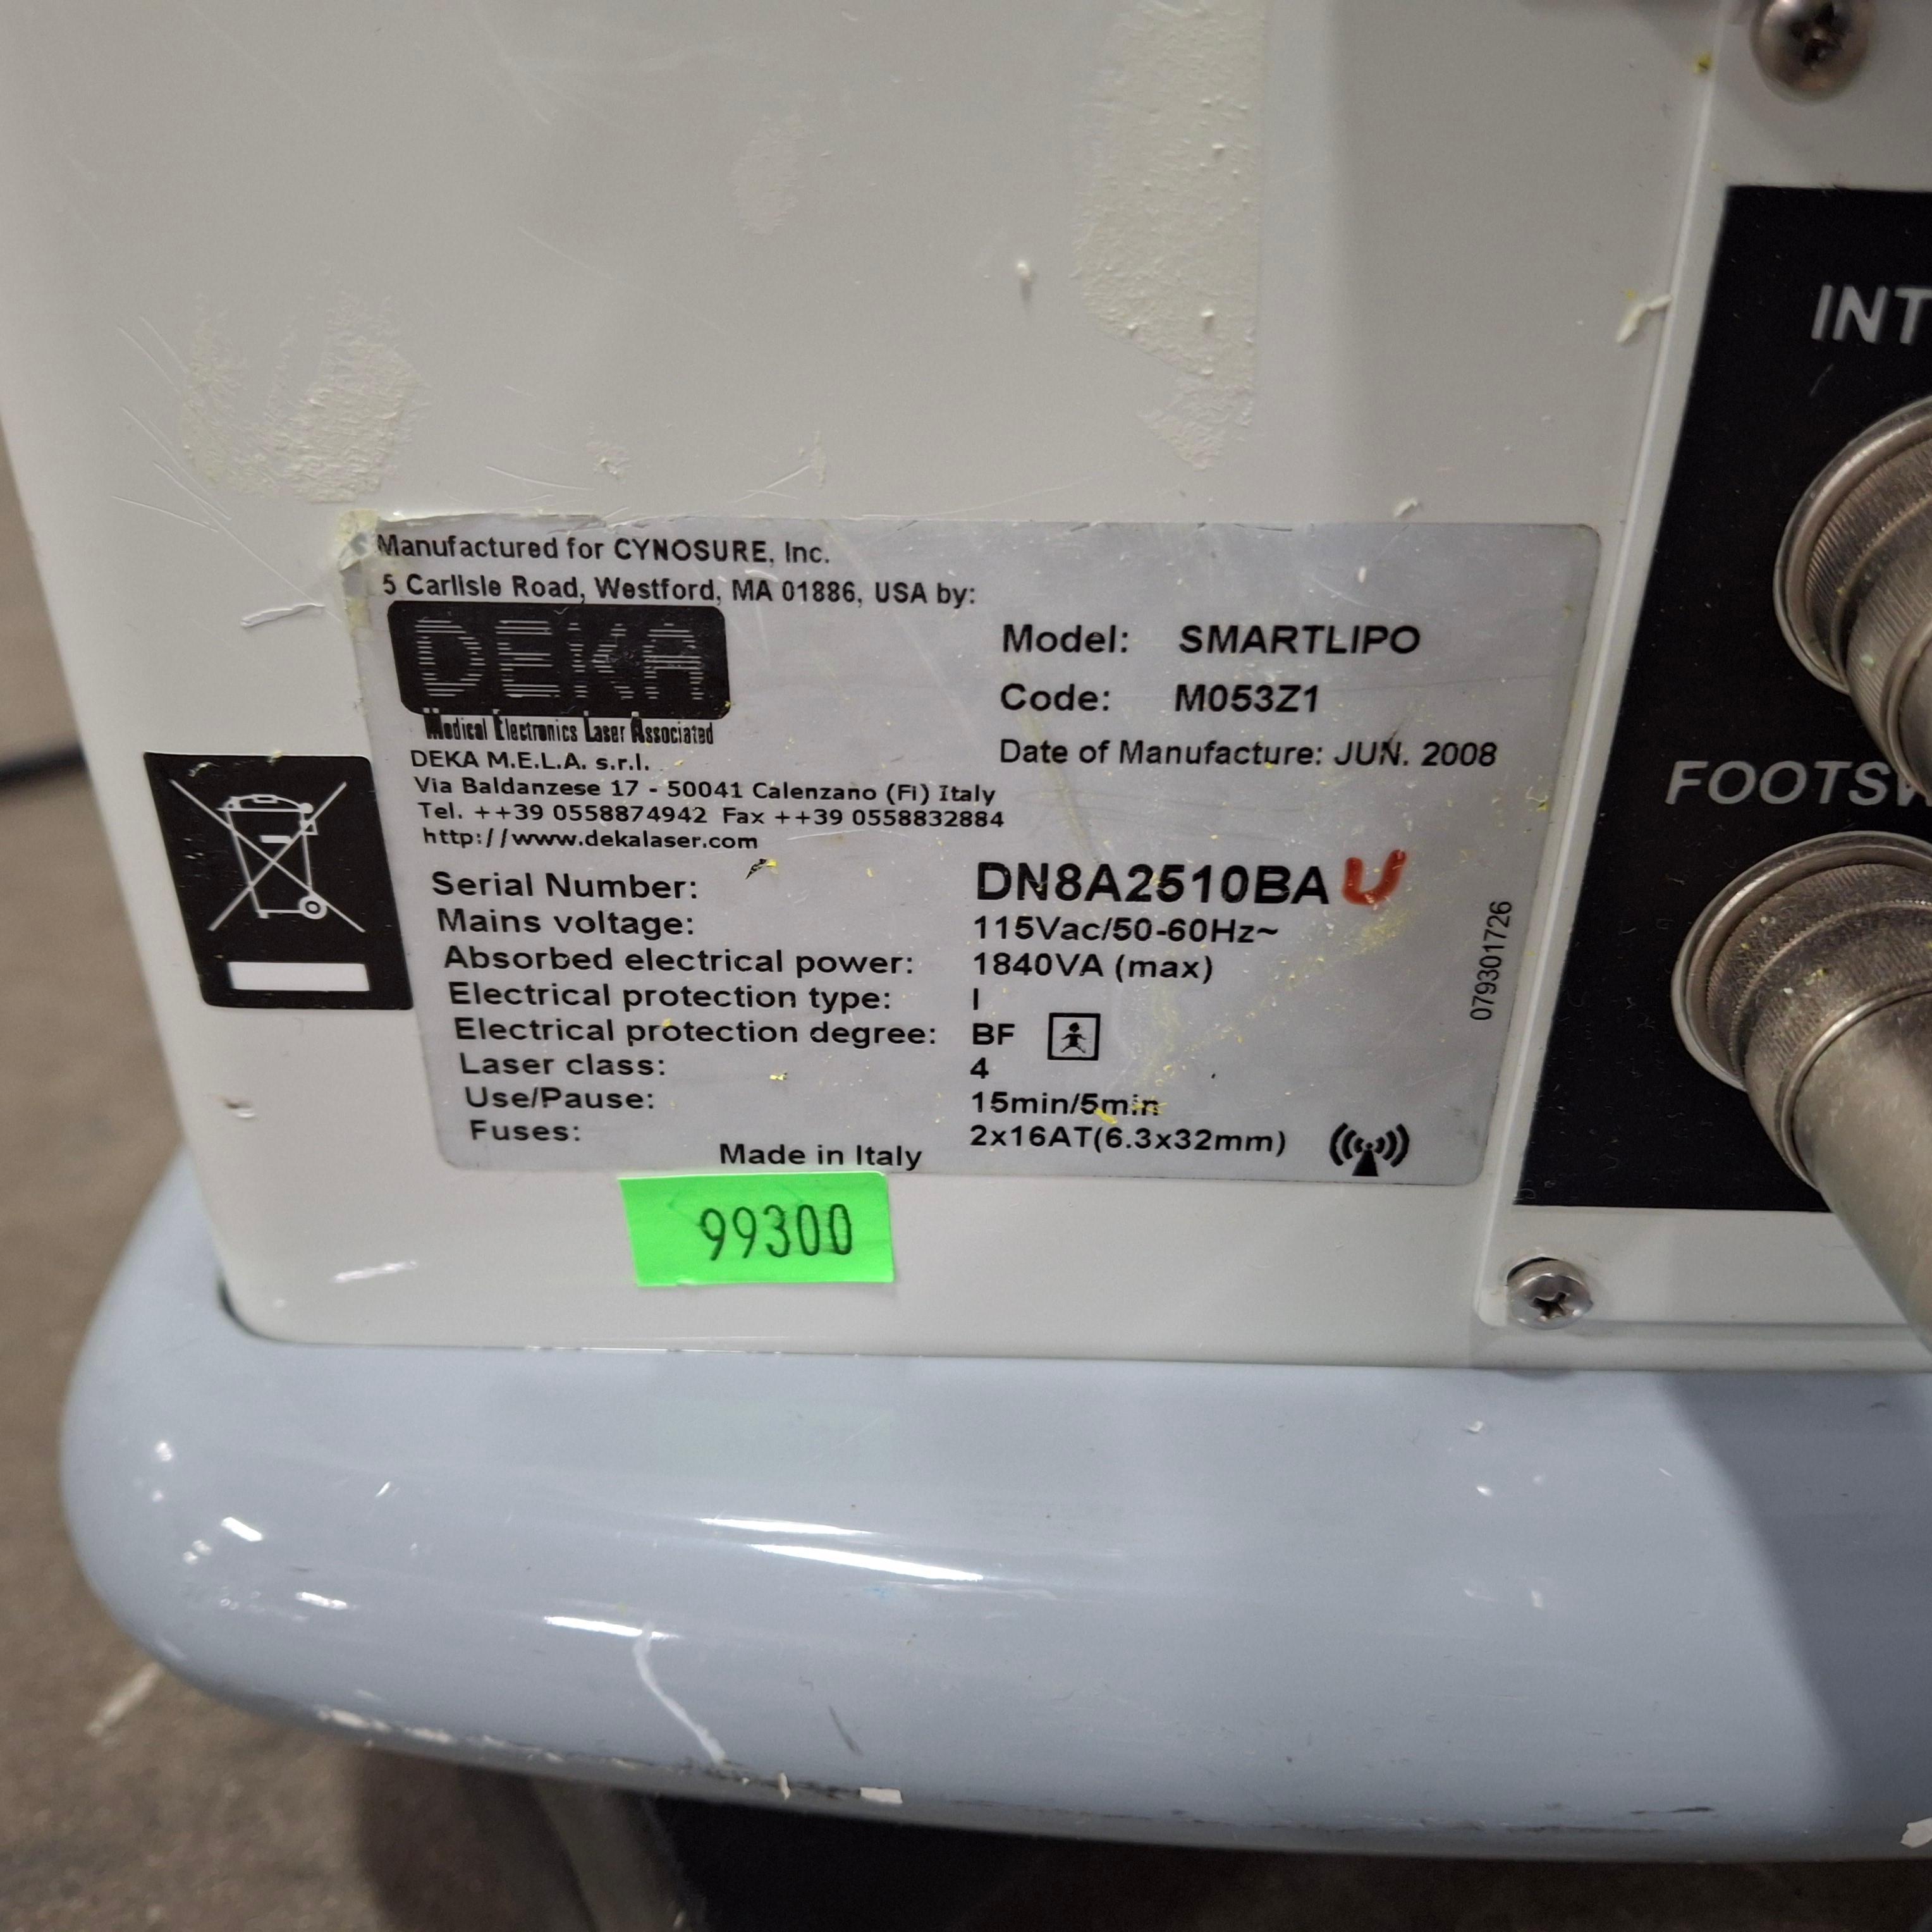 Manufactured for CYNOSURE, Inc.
5 Carlisle Road, Westford, MA 01886, USA by:
DEKA
Medical Electronics Laser Associated
DEKA M.E.L.A. s.r.l.
Via Baldanzese 17 - 50041 Calenzano (Fi) Italy
Tel. ++39 0558874942 Fax ++39 0558832884
http://www.dekalaser.com
Model: SMARTLIPO
Code: M053Z1
Date of Manufacture: JUN. 2008
Serial Number: DN8A2510BA U
Mains voltage: 115Vac/50-60Hz~
Absorbed electrical power: 1840VA (max)
Electrical protection type: I
Electrical protection degree: BF
Laser class: 4
Use/Pause: 15min/5min
Fuses: 2x16AT(6.3x32mm)
Made in Italy
079301726
99300
INT
FOOTSW